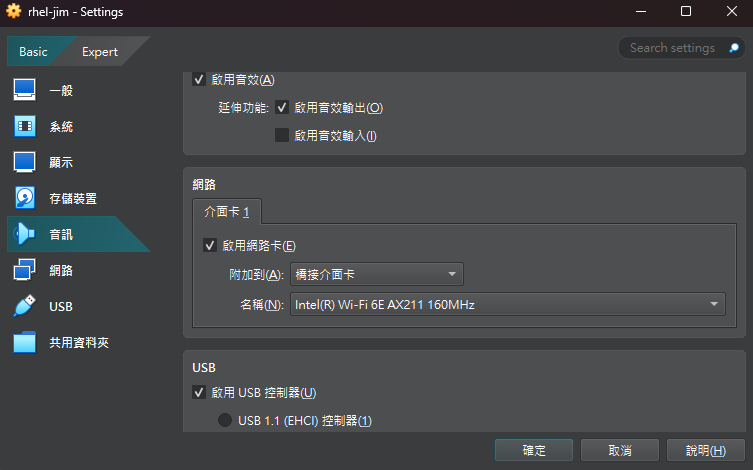 rhel-jim - Settings
Basic
Expert
Search settings
一般
系統
顯示
存儲裝置
音訊
網路
USB
共用資料夾
啟用音效(A)
延伸功能:
啟用音效輸出(O)
啟用音效輸入(I)
網路
介面卡 1
啟用網路卡(E)
附加到(A):
橋接介面卡
名稱(N):
Intel(R) Wi-Fi 6E AX211 160MHz
USB
啟用 USB 控制器(U)
USB 1.1 (EHCI) 控制器(1)
確定
取消
說明(H)